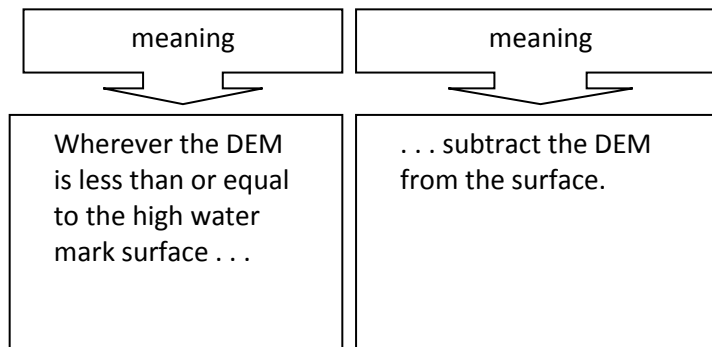 meaning
meaning
Wherever the DEM
is less than or equal
to the high water
mark surface . . .
. . . subtract the DEM
from the surface.